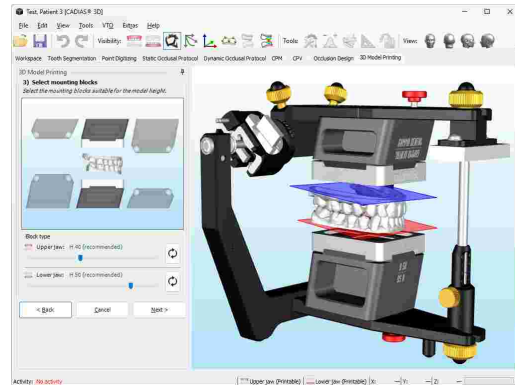 Test, Patient 3 [CADIAS® 3D]
File Edit View Tools VTO Extras Help
Visibility: Tools: View:
Workspace Tooth Segmentation Point Digitizing Static Occlusal Protocol Dynamic Occlusal Protocol CPM CPV Occlusion Design 3D Model Printing
3D Model Printing
3) Select mounting blocks
Select the mounting blocks suitable for the model height.
Block type
Upper jaw: H 40 (recommended)
Lower jaw: H 50 (recommended)
< Back Cancel Next >
Activity: No activity
Upper jaw (Printable) Lower jaw (Printable) X: — Y: — Z: —